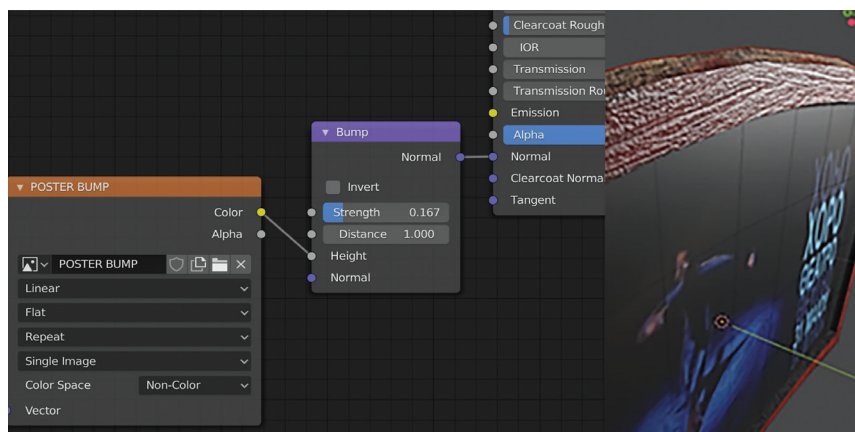 Clearcoat Rough
IOR
Transmission
Transmission Ro
Emission
Alpha
Normal
Clearcoat Norma
Tangent
Bump
Normal
Invert
Strength 0.167
Distance 1.000
Height
Normal
POSTER BUMP
Color
Alpha
POSTER BUMP
Linear
Flat
Repeat
Single Image
Color Space Non-Color
Vector